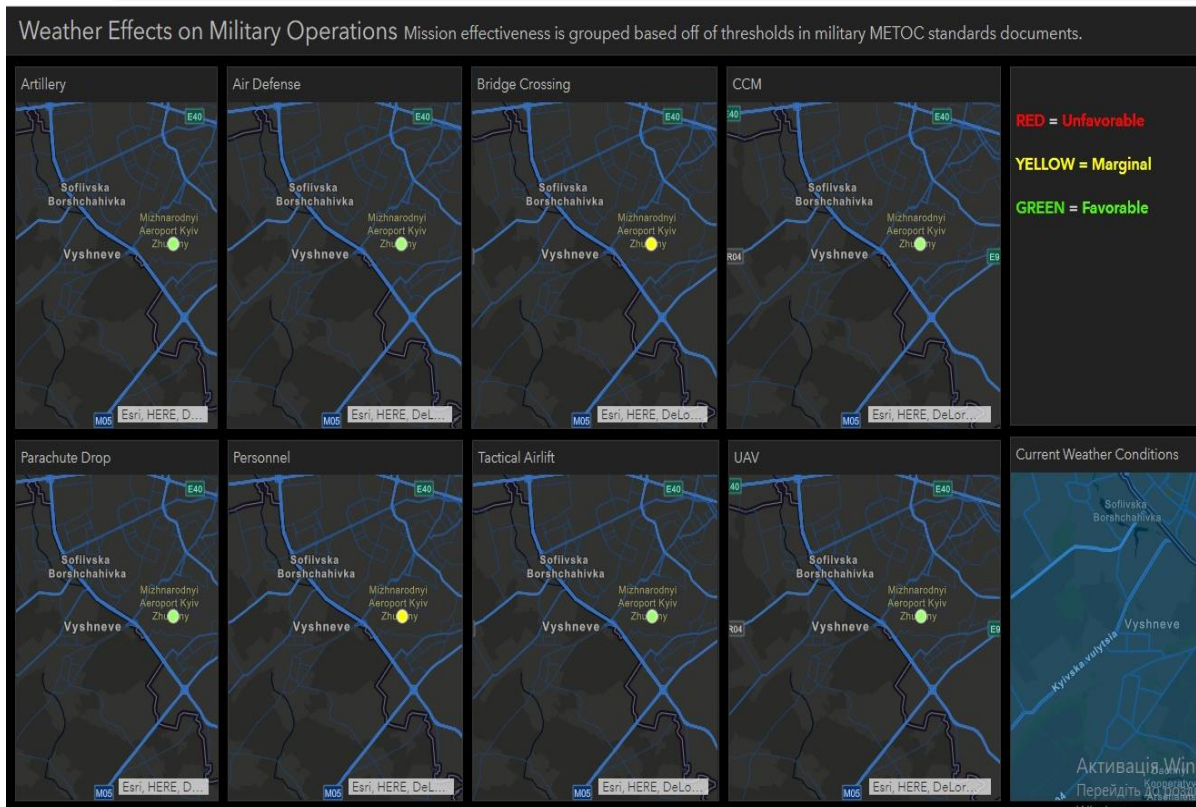 Weather Effects on Military Operations Mission effectiveness is grouped based off of thresholds in military METOC standards documents.
Artillery
E40
Sofiivska
Borshchahivka
Mizhnarodnyi
Aeroport Kyiv
Vyshneve
M05
Esri, HERE, D...
Air Defense
E40
Sofiivska
Borshchahivka
Mizhnarodnyi
Aeroport Kyiv
Vyshneve
M05
Esri, HERE, DeL...
Bridge Crossing
E40
Sofiivska
Borshchahivka
Mizhnarodnyi
Aeroport Kyiv
Vyshneve
M05
Esri, HERE, DeLo...
CCM
40
E40
Sofiivska
Borshchahivka
Mizhnarodnyi
Aeroport Kyiv
R04
Vyshneve
E9
M05
Esri, HERE, DeLor...
RED = Unfavorable
YELLOW = Marginal
GREEN = Favorable
Parachute Drop
E40
Sofiivska
Borshchahivka
Mizhnarodnyi
Aeroport Kyiv
Vyshneve
M05
Esri, HERE, D...
Personnel
E40
Sofiivska
Borshchahivka
Mizhnarodnyi
Aeroport Kyiv
Vyshneve
M05
Esri, HERE, DeL...
Tactical Airlift
E40
Sofiivska
Borshchahivka
Mizhnarodnyi
Aeroport Kyiv
Vyshneve
M05
Esri, HERE, DeLo...
UAV
40
E40
Sofiivska
Borshchahivka
Mizhnarodnyi
Aeroport Kyiv
R04
Vyshneve
E9
M05
Esri, HERE, DeLor...
Current Weather Conditions
Sofiivska
Borshchahivka
Vyshneve
Kyivska vulytsia
Активація Win
Перейдіть до